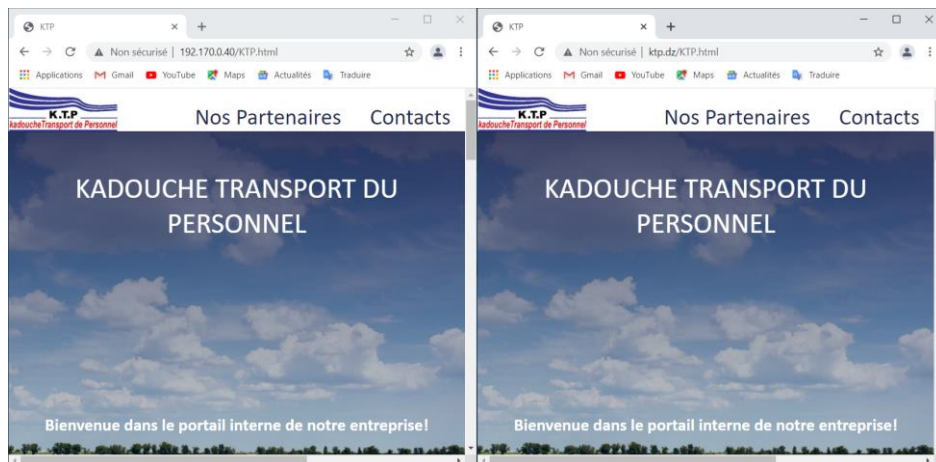 KTP
Non sécurisé | 192.170.0.40/KTP.html
Applications Gmail YouTube Maps Actualités Traduire
K.T.P
kadoucheTransport de Personnel
Nos Partenaires Contacts
KADOUCHE TRANSPORT DU
PERSONNEL
Bienvenue dans le portail interne de notre entreprise!
KTP
Non sécurisé | ktp.dz/KTP.html
Applications Gmail YouTube Maps Actualités Traduire
K.T.P
kadoucheTransport de Personnel
Nos Partenaires Contacts
KADOUCHE TRANSPORT DU
PERSONNEL
Bienvenue dans le portail interne de notre entreprise!